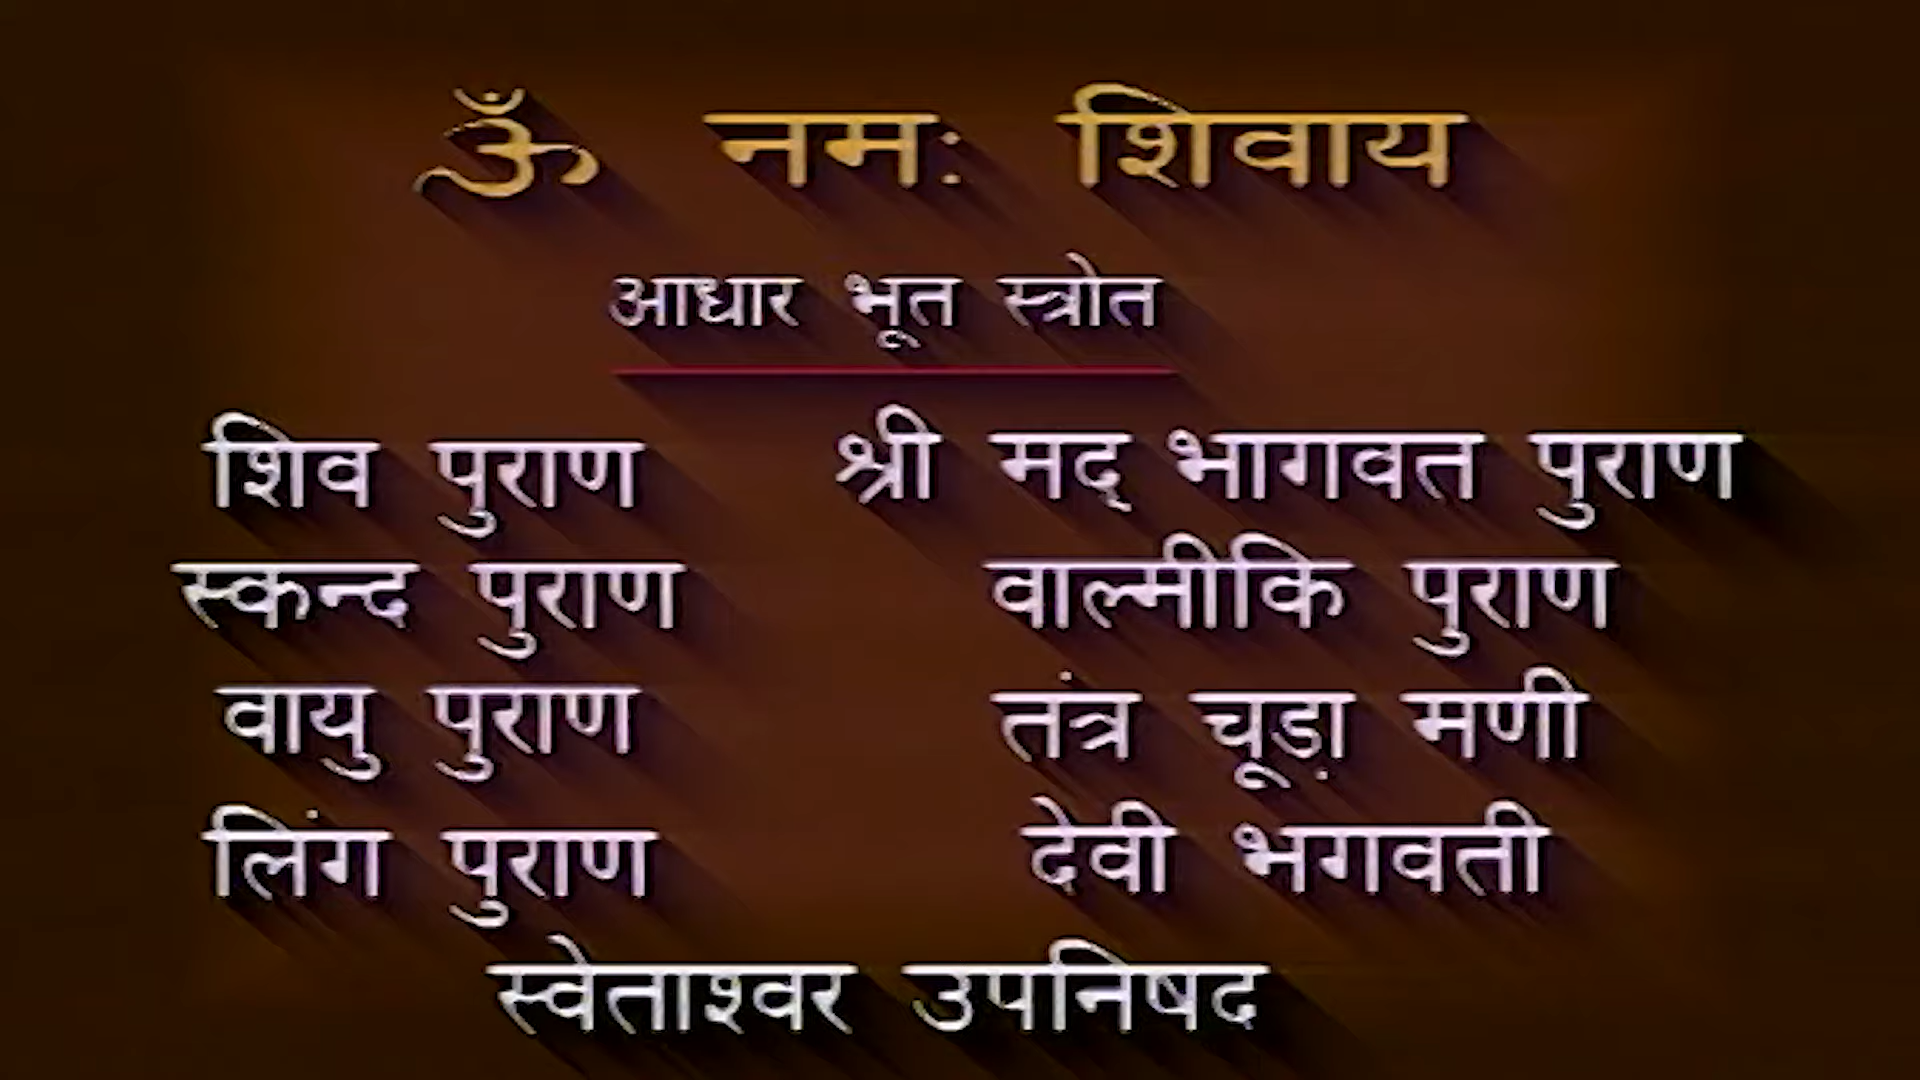 ॐ नमः शिवाय
आधार भूत स्त्रोत
शिव पुराण श्री मद् भागवत पुराण
स्कन्द पुराण वाल्मीकि पुराण
वायु पुराण तंत्र चूड़ा मणी
लिंग पुराण देवी भगवती
स्वेताश्वर उपनिषद